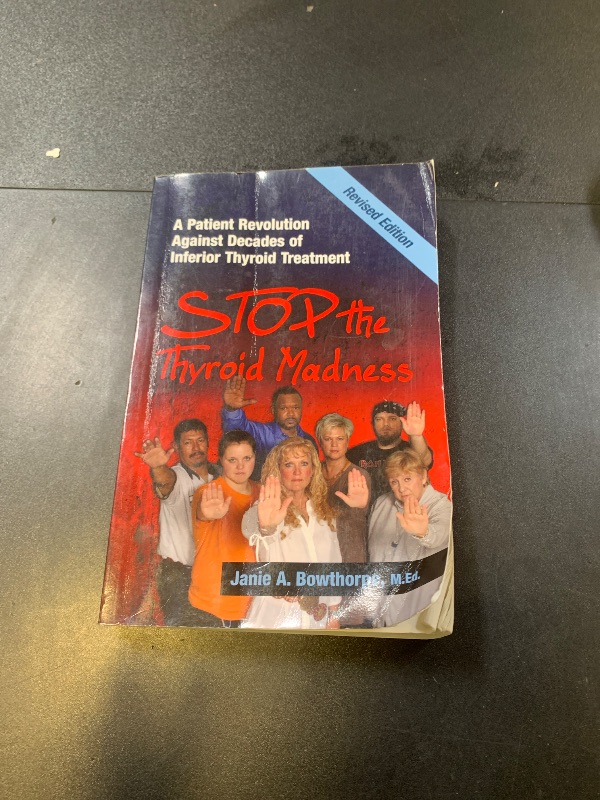 Revised Edition
A Patient Revolution
Against Decades of
Inferior Thyroid Treatment
STOP the
Thyroid Madness
Janie A. Bowthorpe, M.Ed.